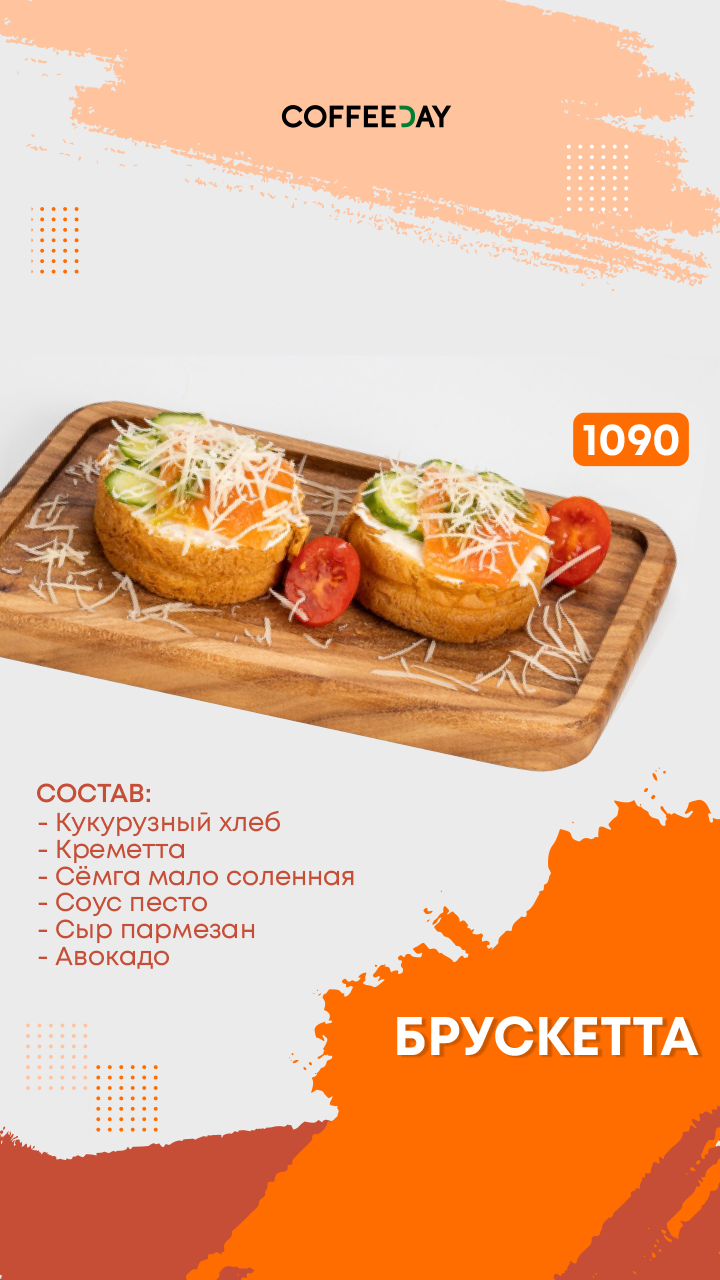 COFFEEDAY
1090
СОСТАВ:
- Кукурузный хлеб
- Креметта
- Сёмга мало соленная
- Соус песто
- Сыр пармезан
- Авокадо
БРУСКЕТТА